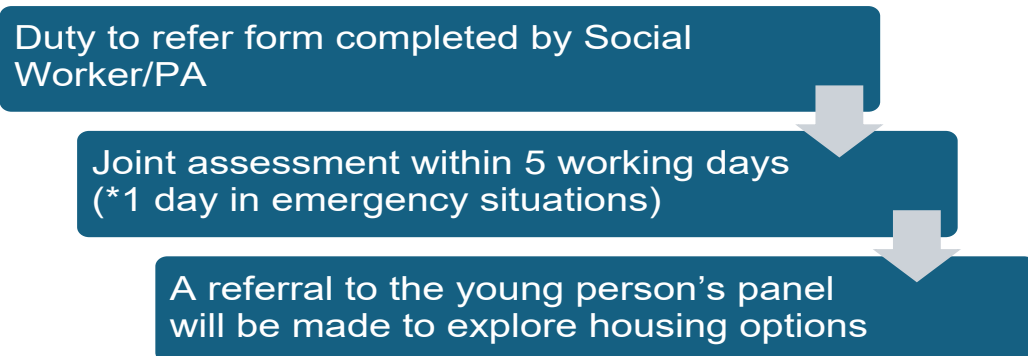 Duty to refer form completed by Social
Worker/PA
Joint assessment within 5 working days
(*1 day in emergency situations)
A referral to the young person’s panel
will be made to explore housing options